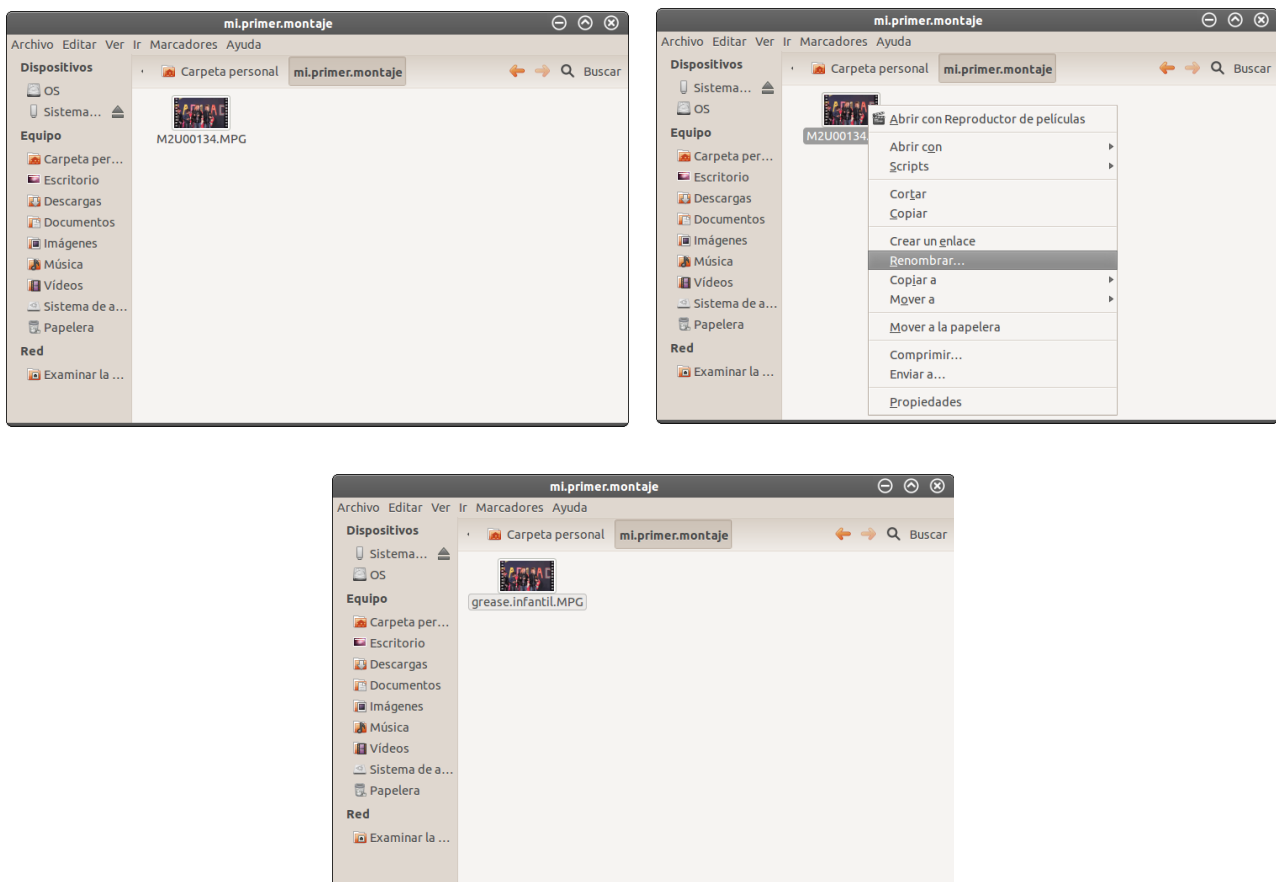 mi.primer.montaje
Archivo Editar Ver Ir Marcadores Ayuda
Dispositivos
OS
Sistema...
Equipo
Carpeta per...
Escritorio
Descargas
Documentos
Imágenes
Música
Vídeos
Sistema de a...
Papelera
Red
Examinar la ...
Carpeta personal mi.primer.montaje Buscar
M2U00134.MPG
mi.primer.montaje
Archivo Editar Ver Ir Marcadores Ayuda
Dispositivos
Sistema...
OS
Equipo
Carpeta per...
Escritorio
Descargas
Documentos
Imágenes
Música
Vídeos
Sistema de a...
Papelera
Red
Examinar la ...
Carpeta personal mi.primer.montaje Buscar
M2U00134.
Abrir con Reproductor de películas
Abrir con
Scripts
Cortar
Copiar
Crear un enlace
Renombrar...
Copiar a
Mover a
Mover a la papelera
Comprimir...
Enviar a...
Propiedades
mi.primer.montaje
Archivo Editar Ver Ir Marcadores Ayuda
Dispositivos
Sistema...
OS
Equipo
Carpeta per...
Escritorio
Descargas
Documentos
Imágenes
Música
Vídeos
Sistema de a...
Papelera
Red
Examinar la ...
Carpeta personal mi.primer.montaje Buscar
grease.infantil.MPG